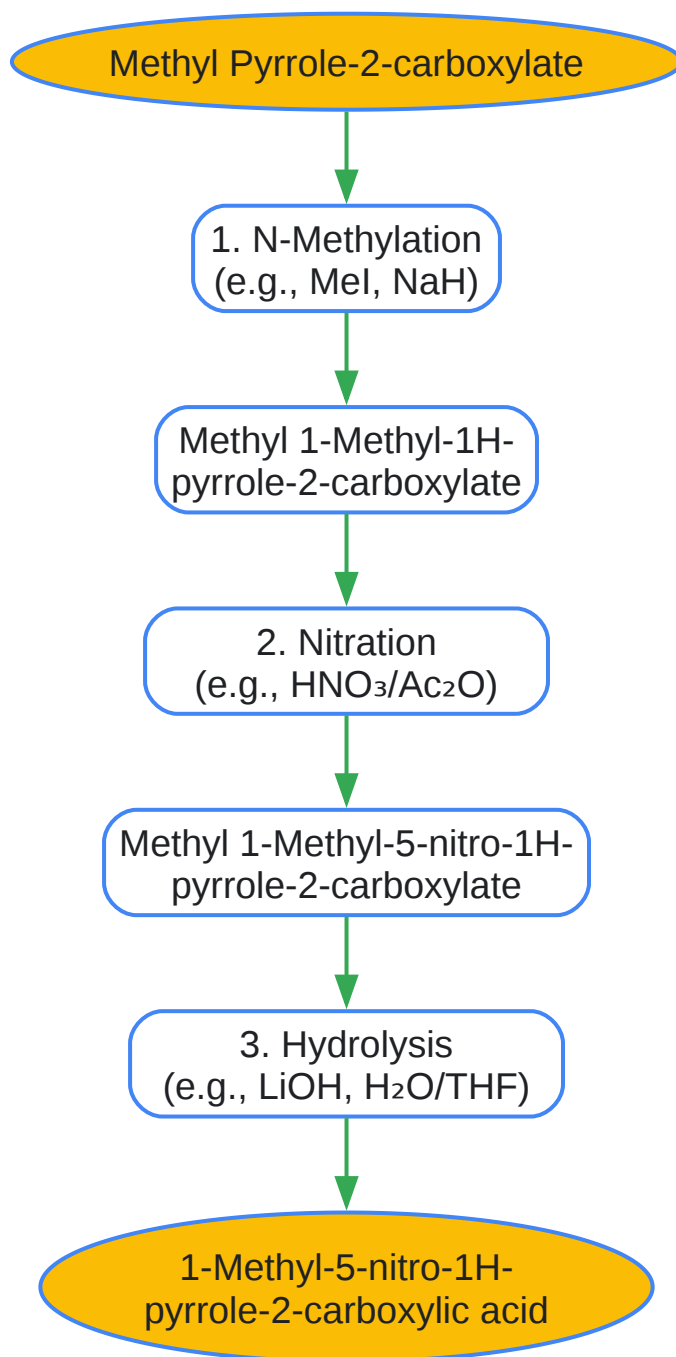 Methyl Pyrrole-2-carboxylate
1. N-Methylation
(e.g., MeI, NaH)
Methyl 1-Methyl-1H-
pyrrole-2-carboxylate
2. Nitration
(e.g., HNO₃/Ac₂O)
Methyl 1-Methyl-5-nitro-1H-
pyrrole-2-carboxylate
3. Hydrolysis
(e.g., LiOH, H₂O/THF)
1-Methyl-5-nitro-1H-
pyrrole-2-carboxylic acid